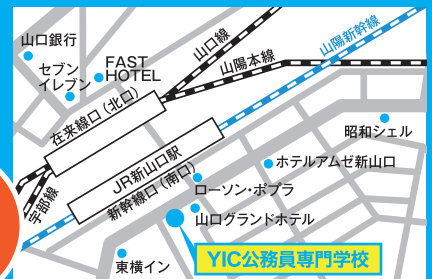 山口銀行
セブン
イレブン
FAST
HOTEL
山口線
山陽本線
山陽新幹線
在来線口(北口)
宇部線
JR新山口駅
新幹線口(南口)
昭和シェル
ホテルアムゼ新山口
ローソン・ポプラ
山口グランドホテル
YIC公務員専門学校
東横イン